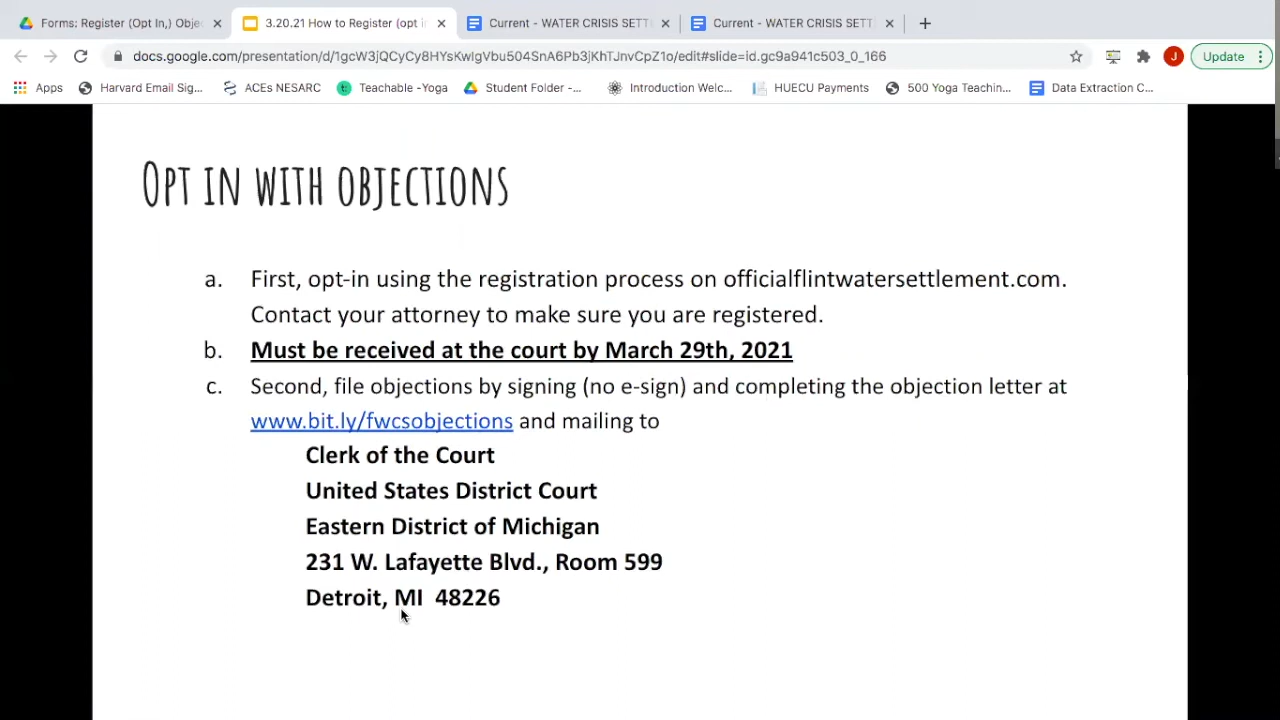 Forms: Register (Opt In,) Objec
3.20.21 How to Register (opt in
Current - WATER CRISIS SETT
Current - WATER CRISIS SETT
docs.google.com/presentation/d/1gcW3jQCyCy8HYsKwIgVbu504SnA6Pb3jKhTJnvCpZ1o/edit#slide=id.gc9a941c503_0_166
J
Update
Apps
Harvard Email Sig...
ACEs NESARC
Teachable -Yoga
Student Folder -...
Introduction Welc...
HUECU Payments
500 Yoga Teachin...
Data Extraction C...
OPT IN WITH OBJECTIONS
a. First, opt-in using the registration process on officialflintwatersettlement.com.
Contact your attorney to make sure you are registered.
b. Must be received at the court by March 29th, 2021
c. Second, file objections by signing (no e-sign) and completing the objection letter at
www.bit.ly/fwcsobjections and mailing to
Clerk of the Court
United States District Court
Eastern District of Michigan
231 W. Lafayette Blvd., Room 599
Detroit, MI 48226